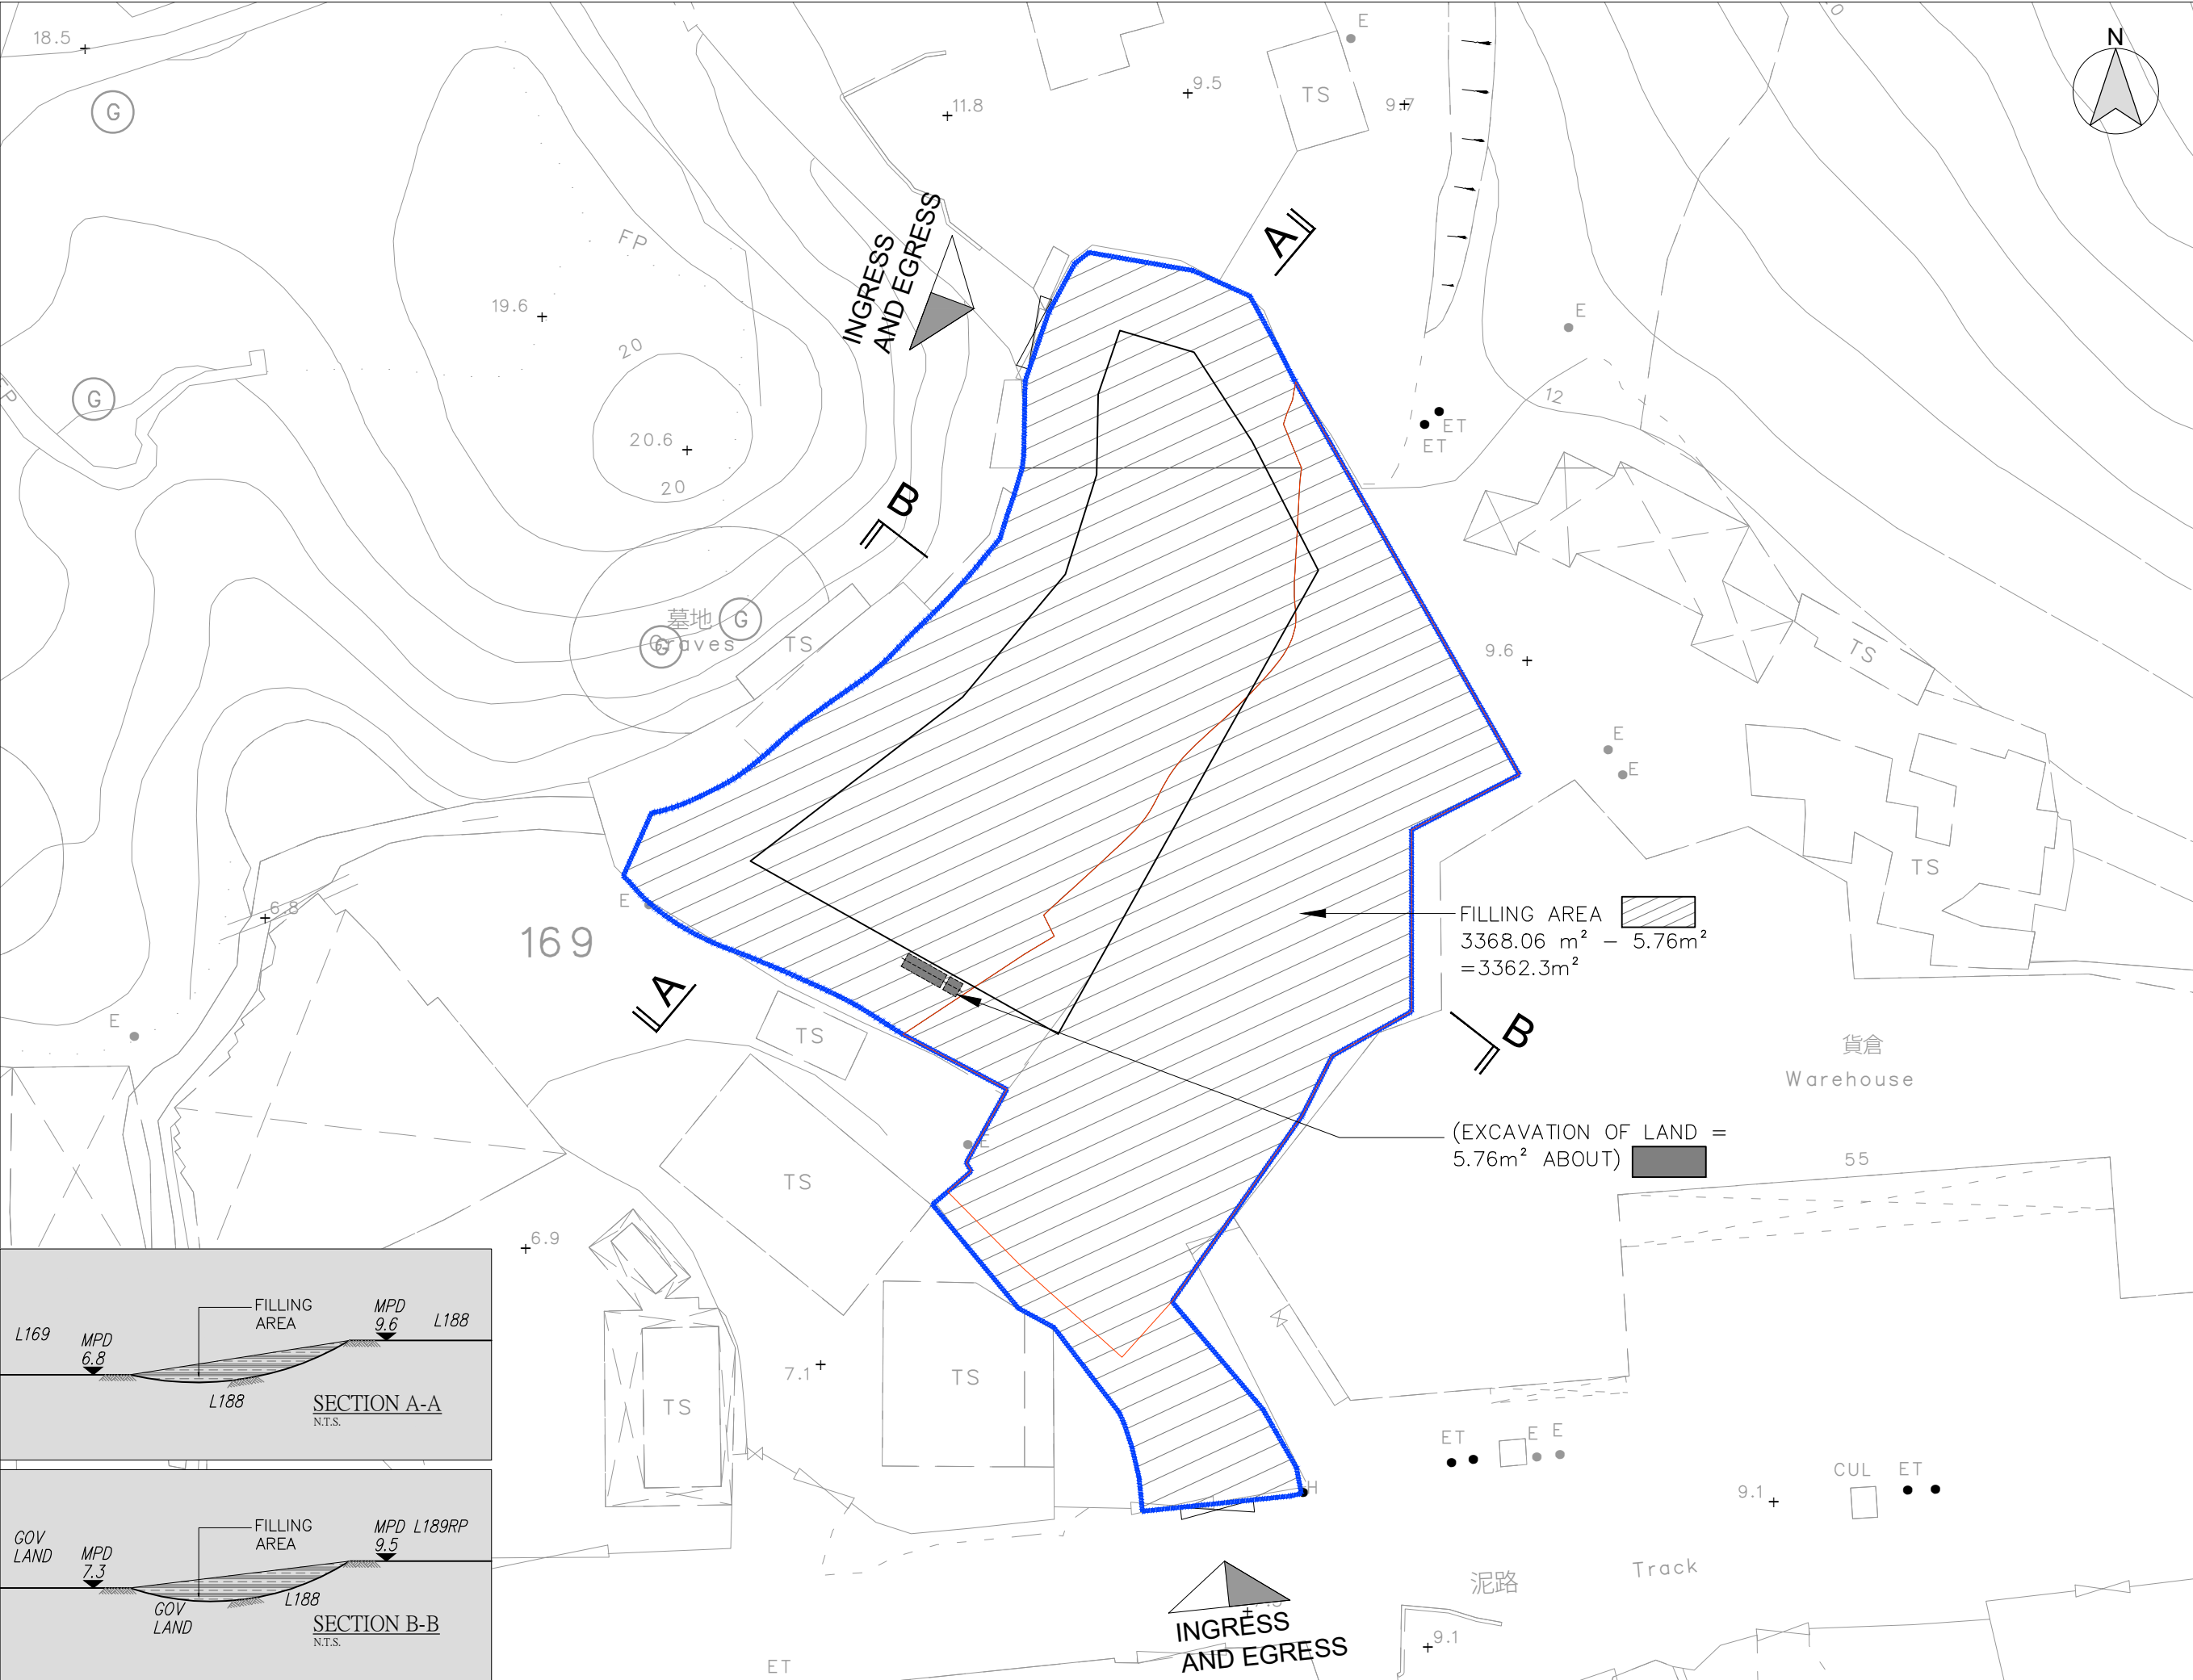 18.5
G
E
9.5
11.8
TS
9.7
N
A
INGRESS
AND EGRESS
FP
19.6
20
E
G
12
20.6
20
ET
ET
B
墓地
G
Graves
G
TS
9.6
TS
E
E
TS
E
6.8
169
FILLING AREA
3368.06 m² - 5.76m²
=3362.3m²
A
E
TS
B
貨倉
Warehouse
E
(EXCAVATION OF LAND =
5.76m² ABOUT)
55
TS
6.9
FILLING
AREA
MPD
9.6
L188
L169
MPD
6.8
L188
SECTION A-A
N.T.S.
7.1
TS
TS
ET
E
E
CUL
ET
9.1
H
FILLING
AREA
MPD
9.5
L189RP
GOV
LAND
MPD
7.3
L188
GOV
LAND
SECTION B-B
N.T.S.
泥路
Track
INGRESS
AND EGRESS
9.1
ET